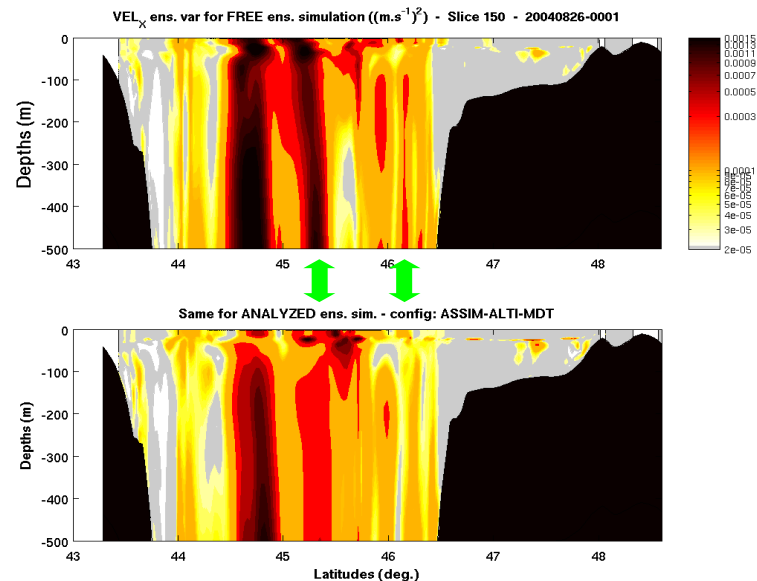 VEL_X ens. var for FREE ens. simulation ((m.s⁻¹)²) - Slice 150 - 20040826-0001
0
-100
-200
-300
-400
-500
Depths (m)
43 44 45 46 47 48
0.0015
0.0013
0.0011
0.0009
0.0007
0.0005
0.0003
0.0001
5e-05
4e-05
3e-05
2e-05
Same for ANALYZED ens. sim. - config: ASSIM-ALTI-MDT
0
-100
-200
-300
-400
-500
Depths (m)
43 44 45 46 47 48
Latitudes (deg.)